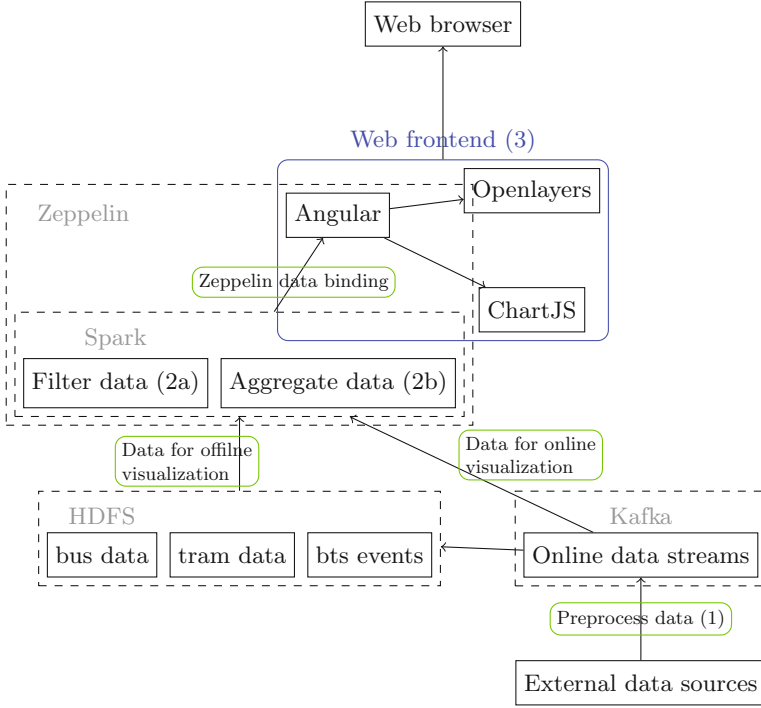 Web browser
Web frontend (3)
Openlayers
Zeppelin
Angular
Zeppelin data binding
ChartJS
Spark
Filter data (2a)
Aggregate data (2b)
Data for offilne
visualization
Data for online
visualization
HDFS
Kafka
bus data
tram data
bts events
Online data streams
Preprocess data (1)
External data sources